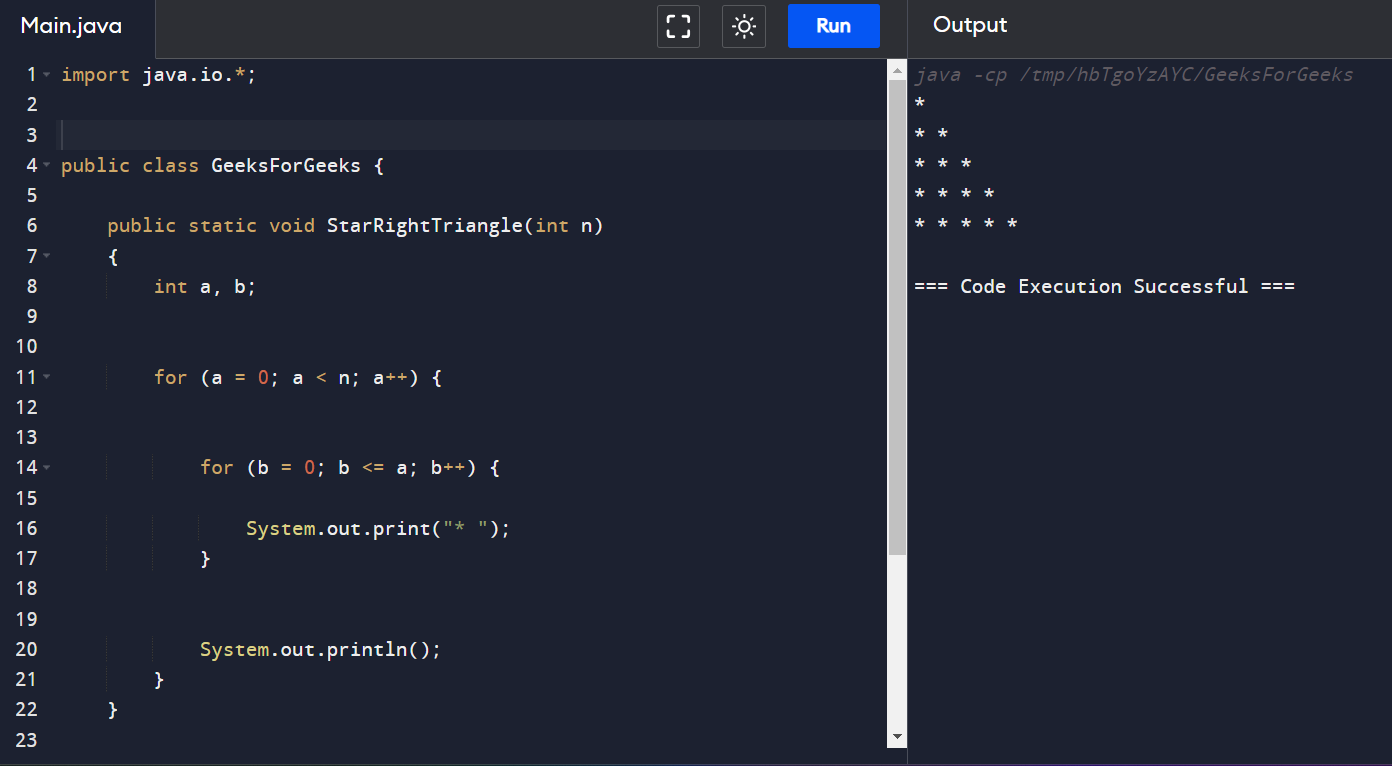 Main.java
Run
Output
1 import java.io.*;
2
3
4 public class GeeksForGeeks {
5
6     public static void StarRightTriangle(int n)
7     {
8         int a, b;
9
10
11         for (a = 0; a < n; a++) {
12
13
14             for (b = 0; b <= a; b++) {
15
16                 System.out.print("* ");
17             }
18
19
20             System.out.println();
21         }
22     }
23
java -cp /tmp/hbTgoYzAYC/GeeksForGeeks
*
* *
* * *
* * * *
* * * * *
=== Code Execution Successful ===